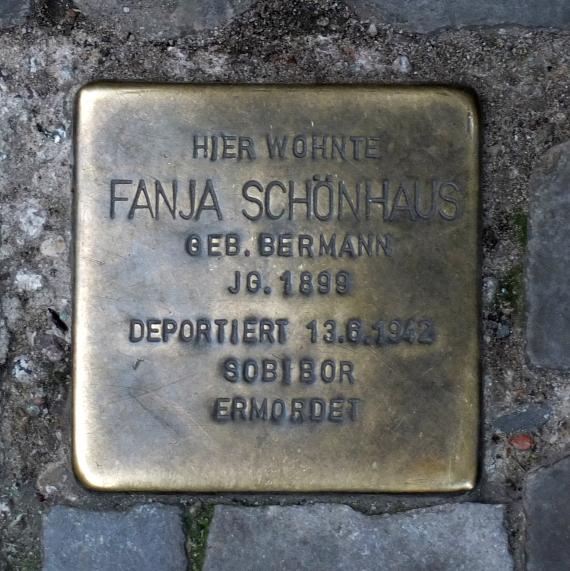 HIER WOHNTE
FANJA SCHÖNHAUS
GEB. BERMANN
JG. 1899
DEPORTIERT 13.6.1942
SOBIBOR
ERMORDET